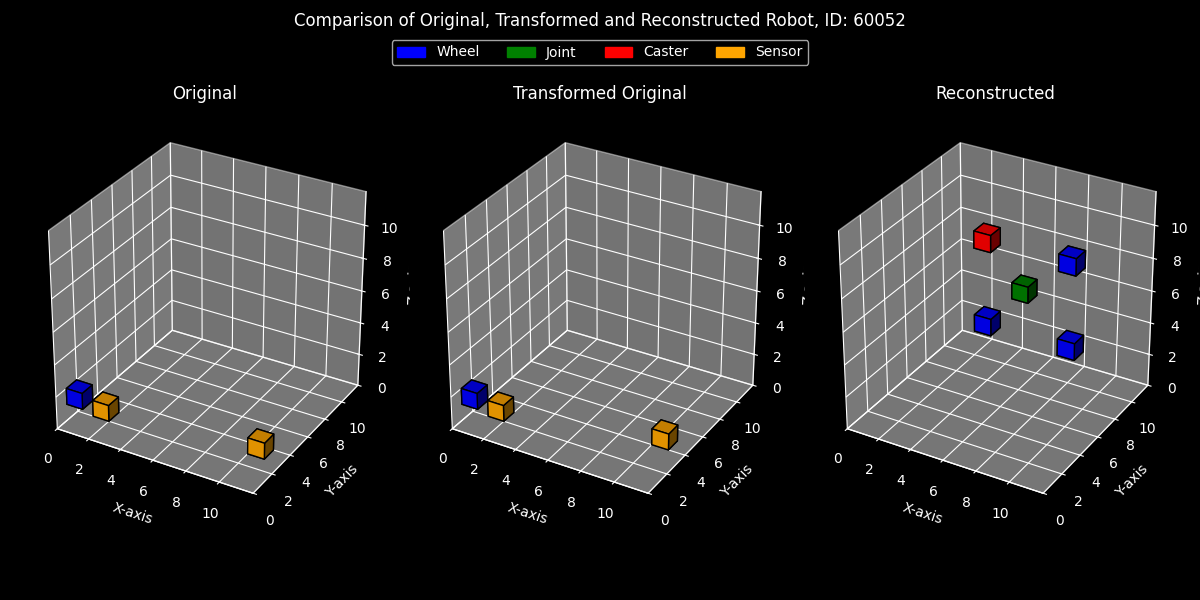 Comparison of Original, Transformed and Reconstructed Robot, ID: 60052
Wheel Joint Caster Sensor
Original
Transformed Original
Reconstructed
10
8
6
4
2
0
0 2 4 6 8 10
X-axis
0 2 4 6 8 10
Y-axis
10
8
6
4
2
0
0 2 4 6 8 10
X-axis
0 2 4 6 8 10
Y-axis
10
8
6
4
2
0
0 2 4 6 8 10
X-axis
0 2 4 6 8 10
Y-axis